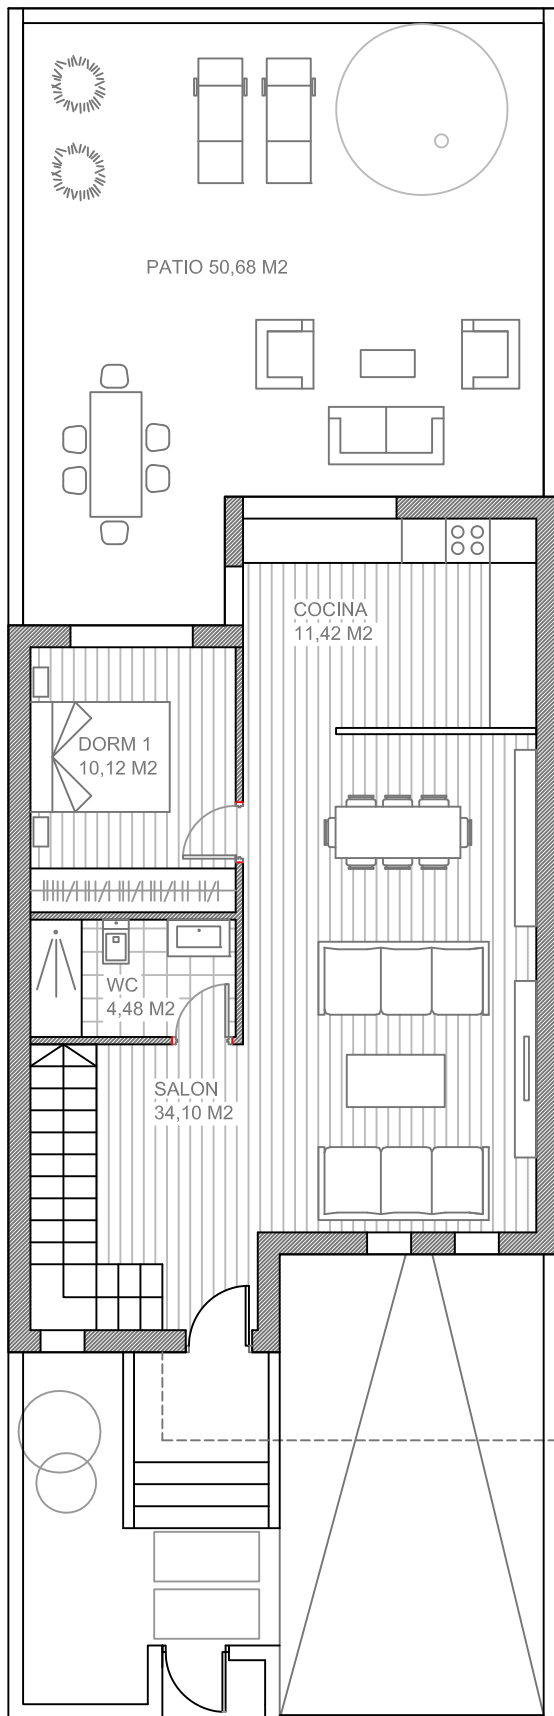 PATIO 50,68 M2
COCINA
11,42 M2
DORM 1
10,12 M2
WC
4,48 M2
SALON
34,10 M2